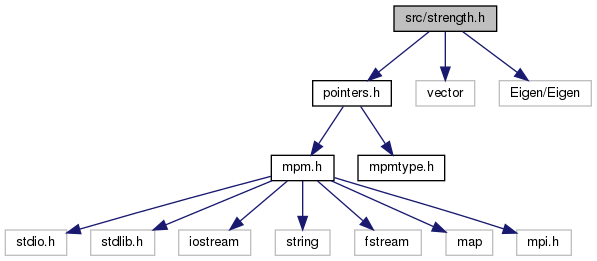 src/strength.h
pointers.h
vector
Eigen/Eigen
mpm.h
mpmtype.h
stdio.h
stdlib.h
iostream
string
fstream
map
mpi.h